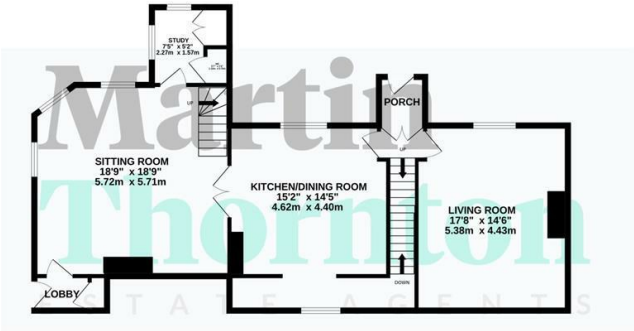 STUDY
7'5" x 5'2"
2.27m x 1.57m
UP
PORCH
UP
SITTING ROOM
18'9" x 18'9"
5.72m x 5.71m
KITCHEN/DINING ROOM
15'2" x 14'5"
4.62m x 4.40m
LIVING ROOM
17'8" x 14'6"
5.38m x 4.43m
DOWN
LOBBY
Martin
Thornton
ESTATE AGENTS